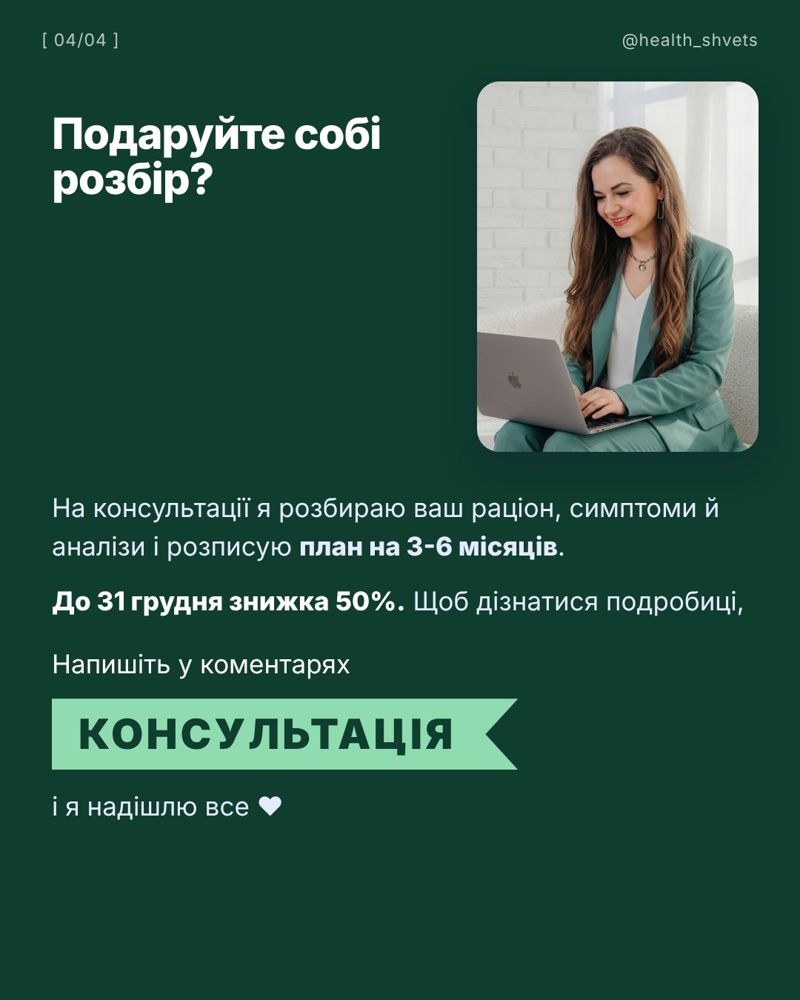 [ 04/04 ]
@health_shvets
Подаруйте собі
розбір?
На консультації я розбираю ваш раціон, симптоми й
аналізи і розписую план на 3-6 місяців.
До 31 грудня знижка 50%. Щоб дізнатися подробиці,
Напишіть у коментарях
КОНСУЛЬТАЦІЯ
і я надішлю все ♥